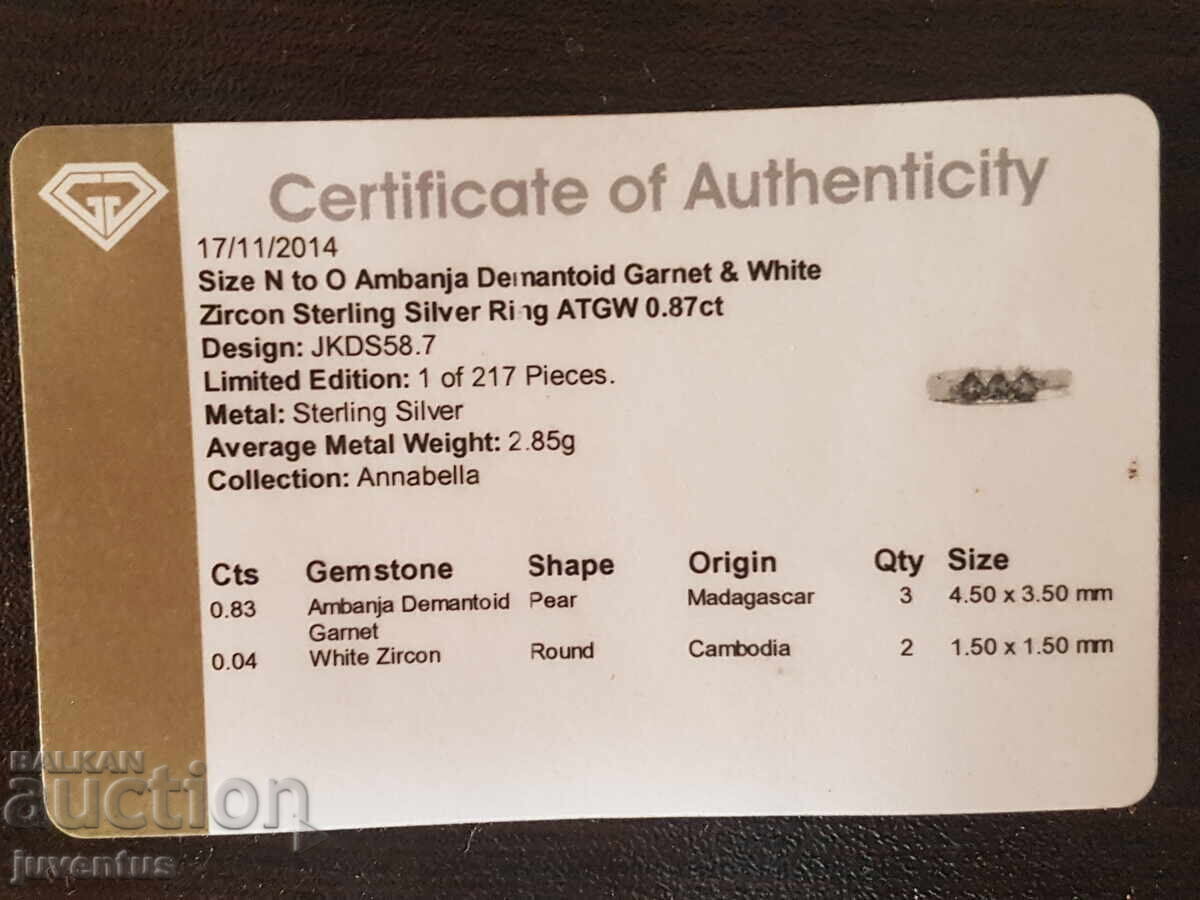 Certificate of Authenticity
17/11/2014
Size N to O Ambanja Demantoid Garnet & White
Zircon Sterling Silver Ring ATGW 0.87ct
Design: JKDS58.7
Limited Edition: 1 of 217 Pieces.
Metal: Sterling Silver
Average Metal Weight: 2.85g
Collection: Annabella
Cts Gemstone Shape Origin Qty Size
0.83 Ambanja Demantoid Pear Madagascar 3 4.50 x 3.50 mm
Garnet
0.04 White Zircon Round Cambodia 2 1.50 x 1.50 mm
BALKAN
auction
juventus